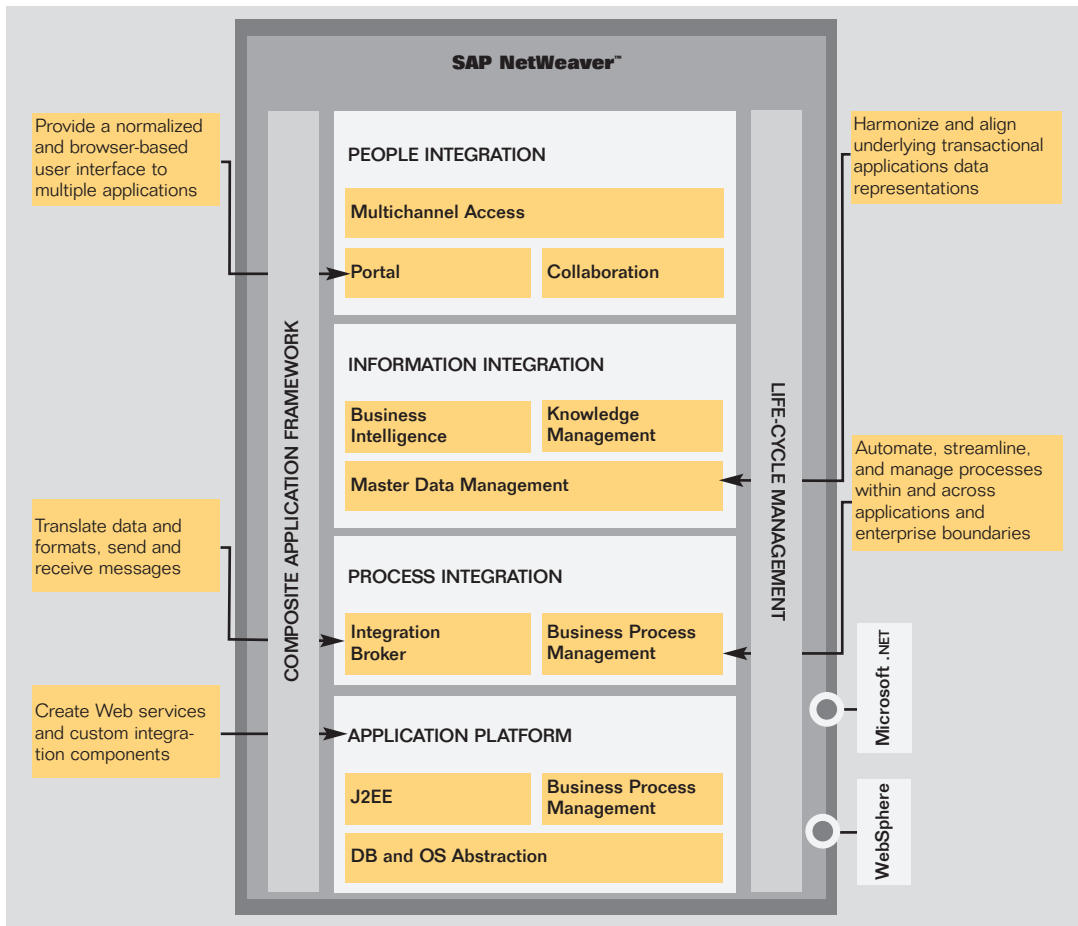 SAP NetWeaver™
Provide a normalized
and browser-based
user interface to
multiple applications
Translate data and
formats, send and
receive messages
Create Web services
and custom integra-
tion components
COMPOSITE APPLICATION FRAMEWORK
PEOPLE INTEGRATION
Multichannel Access
Portal
Collaboration
INFORMATION INTEGRATION
Business
Intelligence
Knowledge
Management
Master Data Management
PROCESS INTEGRATION
Integration
Broker
Business Process
Management
APPLICATION PLATFORM
J2EE
Business Process
Management
DB and OS Abstraction
LIFE-CYCLE MANAGEMENT
Harmonize and align
underlying transactional
applications data
representations
Automate, streamline,
and manage processes
within and across
applications and
enterprise boundaries
Microsoft .NET
WebSphere